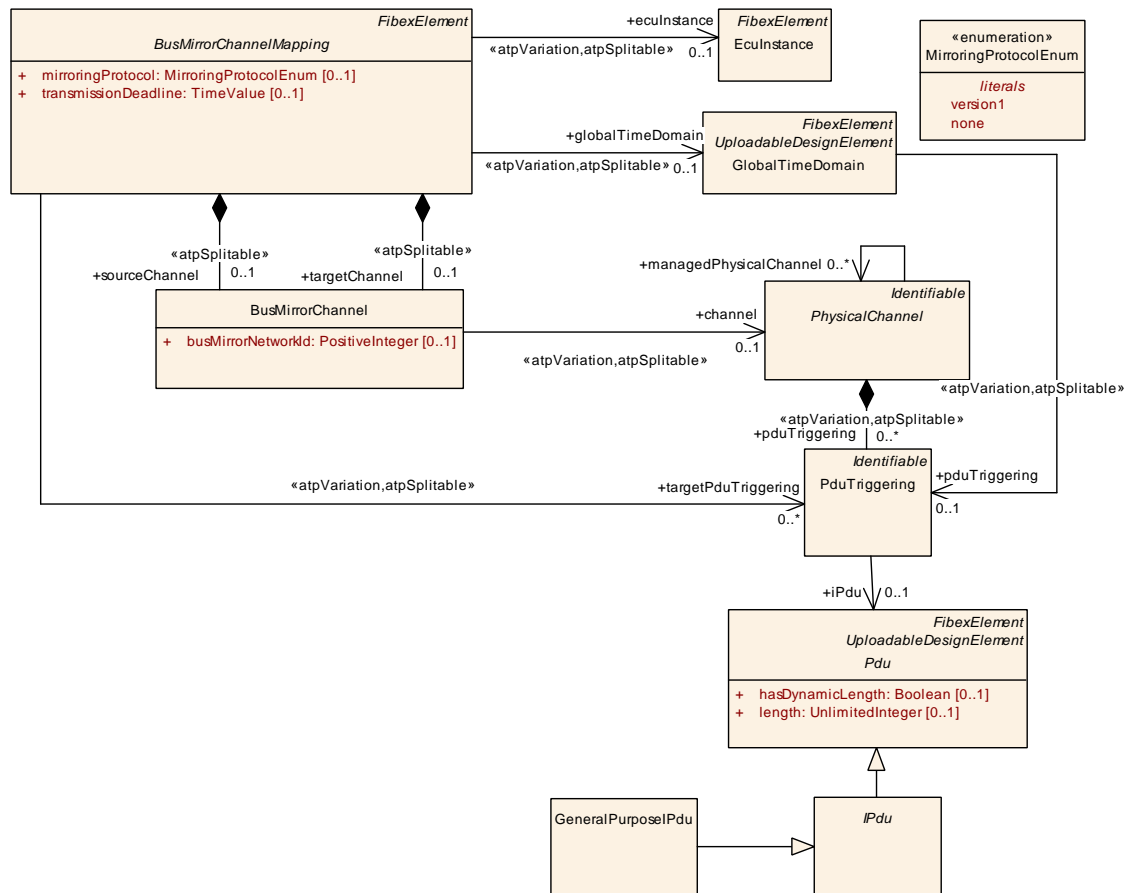 FibexElement
BusMirrorChannelMapping
+ mirroringProtocol: MirroringProtocolEnum [0..1]
+ transmissionDeadline: TimeValue [0..1]
+ecuInstance
«atpVariation,atpSplitable»
0..1
FibexElement
EcuInstance
«enumeration»
MirroringProtocolEnum
literals
version1
none
+globalTimeDomain
«atpVariation,atpSplitable»
0..1
FibexElement
UploadableDesignElement
GlobalTimeDomain
«atpSplitable»
+sourceChannel
0..1
«atpSplitable»
+targetChannel
0..1
BusMirrorChannel
+ busMirrorNetworkId: PositiveInteger [0..1]
+managedPhysicalChannel 0..*
Identifiable
PhysicalChannel
+channel
0..1
«atpVariation,atpSplitable»
«atpVariation,atpSplitable»
«atpVariation,atpSplitable»
+pduTriggering
0..*
Identifiable
PduTriggering
+pduTriggering
0..1
«atpVariation,atpSplitable»
+targetPduTriggering
0..*
+iPdu
0..1
FibexElement
UploadableDesignElement
Pdu
+ hasDynamicLength: Boolean [0..1]
+ length: UnlimitedInteger [0..1]
GeneralPurposeIPdu
IPdu